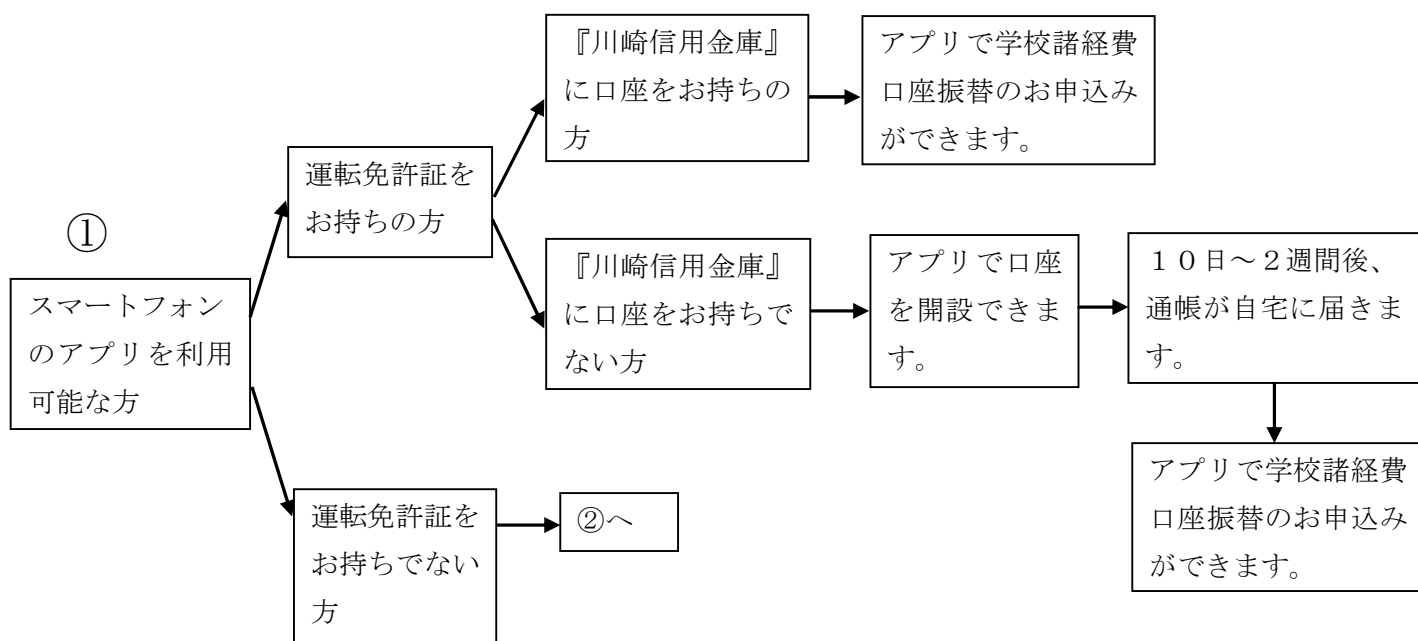 ①
スマートフォン
のアプリを利用
可能な方
運転免許証を
お持ちの方
『川崎信用金庫』
に口座をお持ちの
方
アプリで学校諸経費
口座振替のお申込み
ができます。
『川崎信用金庫』
に口座をお持ちで
ない方
アプリで口座
を開設できま
す。
１０日～２週間後、
通帳が自宅に届きま
す。
アプリで学校諸経費
口座振替のお申込み
ができます。
運転免許証を
お持ちでない
方
②へ